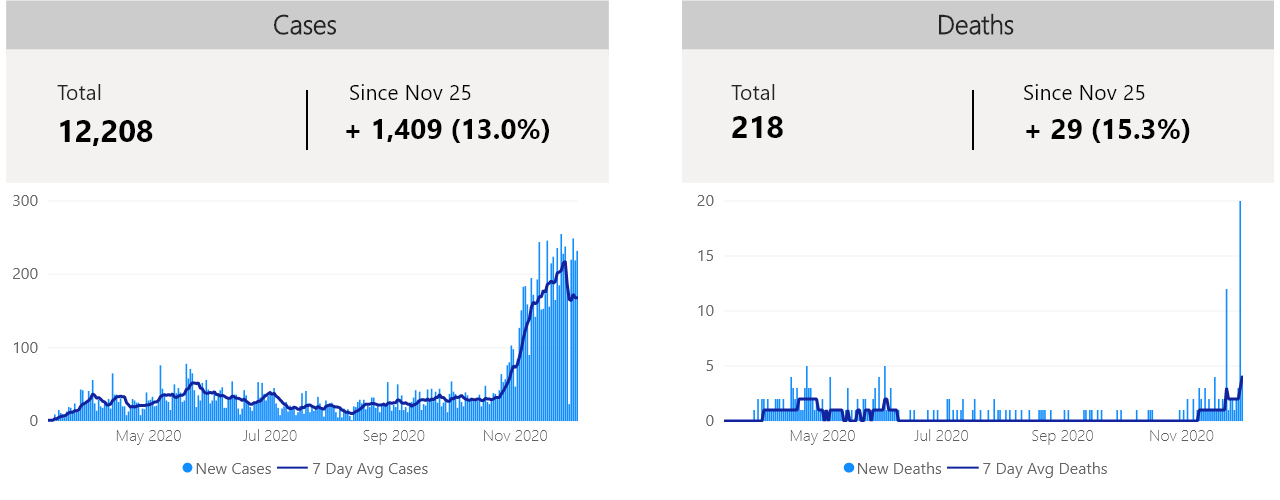 Cases
Total
12,208
Since Nov 25
+ 1,409 (13.0%)
300
200
100
0
May 2020 Jul 2020 Sep 2020 Nov 2020
New Cases 7 Day Avg Cases
Deaths
Total
218
Since Nov 25
+ 29 (15.3%)
20
15
10
5
0
May 2020 Jul 2020 Sep 2020 Nov 2020
New Deaths 7 Day Avg Deaths